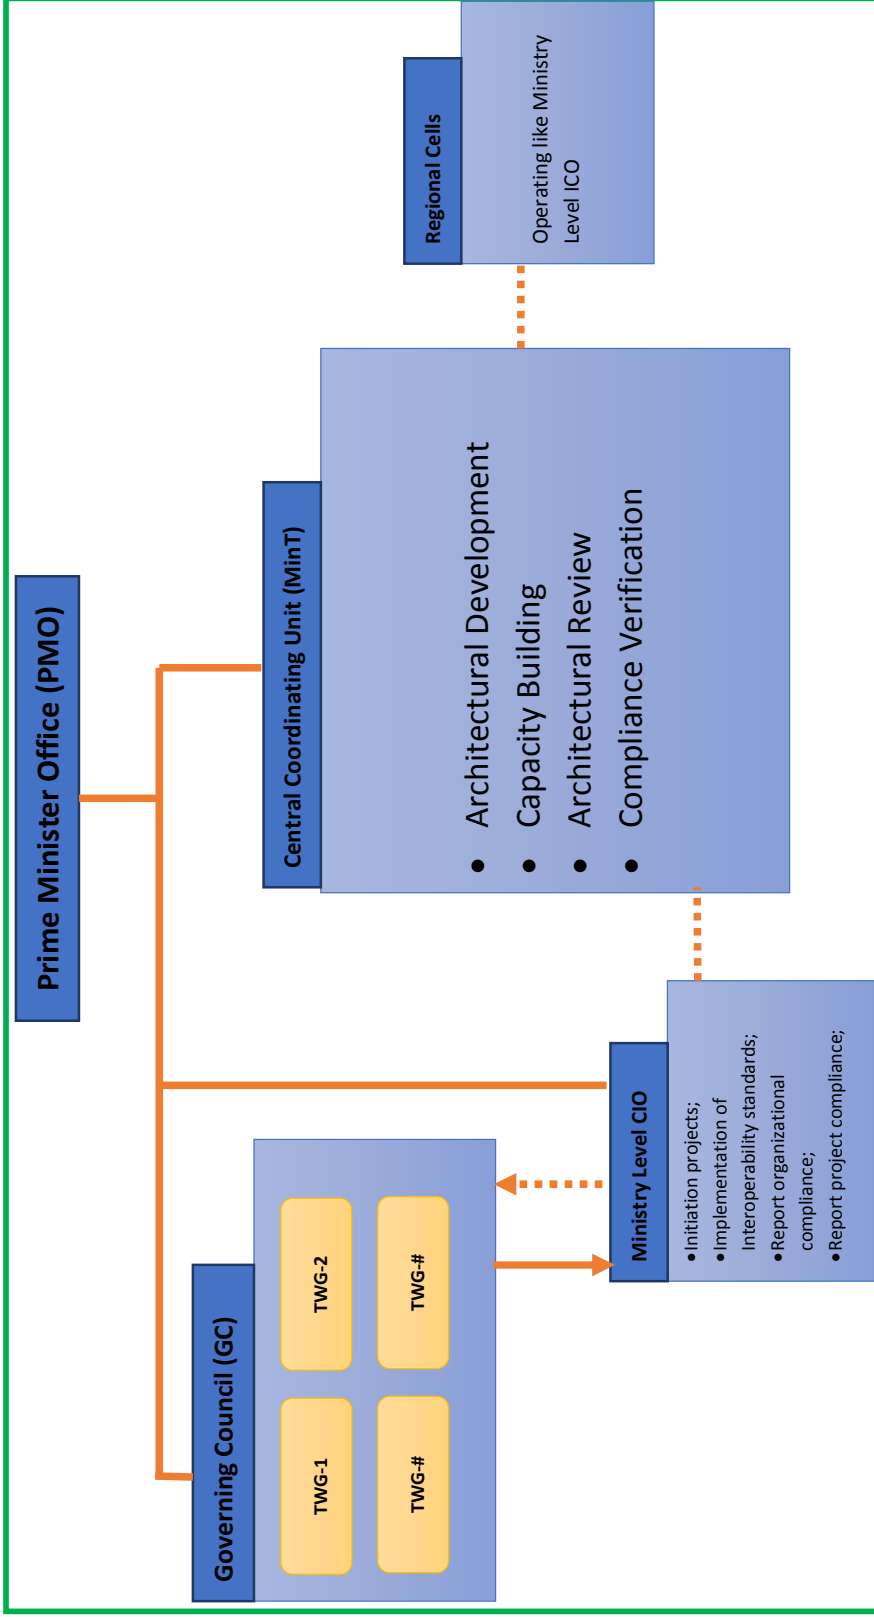 Prime Minister Office (PMO)
Governing Council (GC)
TWG-1
TWG-2
TWG-#
TWG-#
Ministry Level CIO
•Initiation projects;
•Implementation of
Interoperability standards;
•Report organizational
compliance;
•Report project compliance;
Central Coordinating Unit (MinT)
• Architectural Development
• Capacity Building
• Architectural Review
• Compliance Verification
Regional Cells
Operating like Ministry
Level ICO